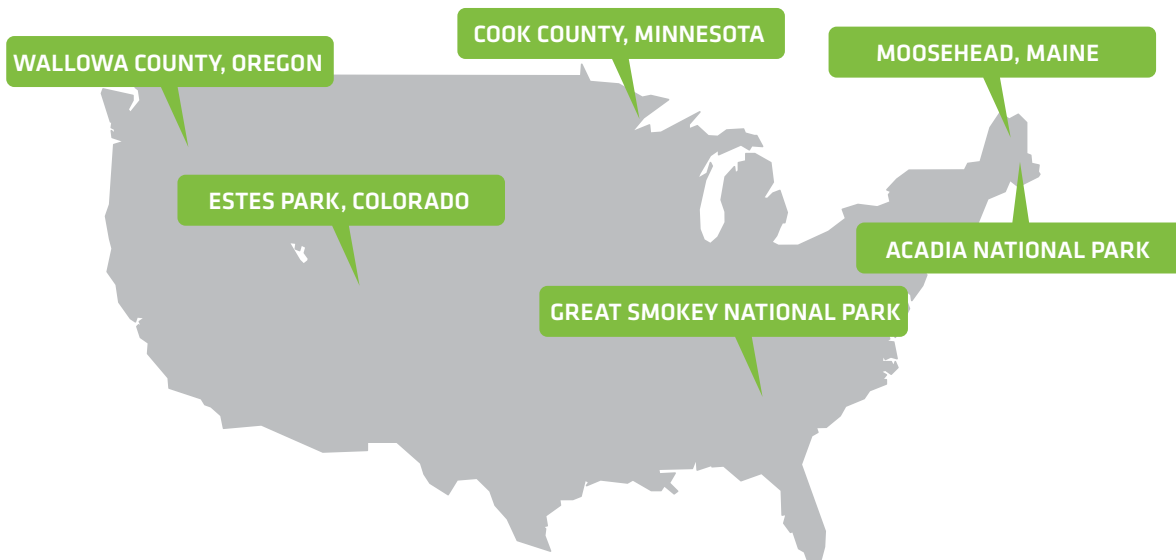 COOK COUNTY, MINNESOTA
WALLOWA COUNTY, OREGON
MOOSEHEAD, MAINE
ESTES PARK, COLORADO
ACADIA NATIONAL PARK
GREAT SMOKEY NATIONAL PARK